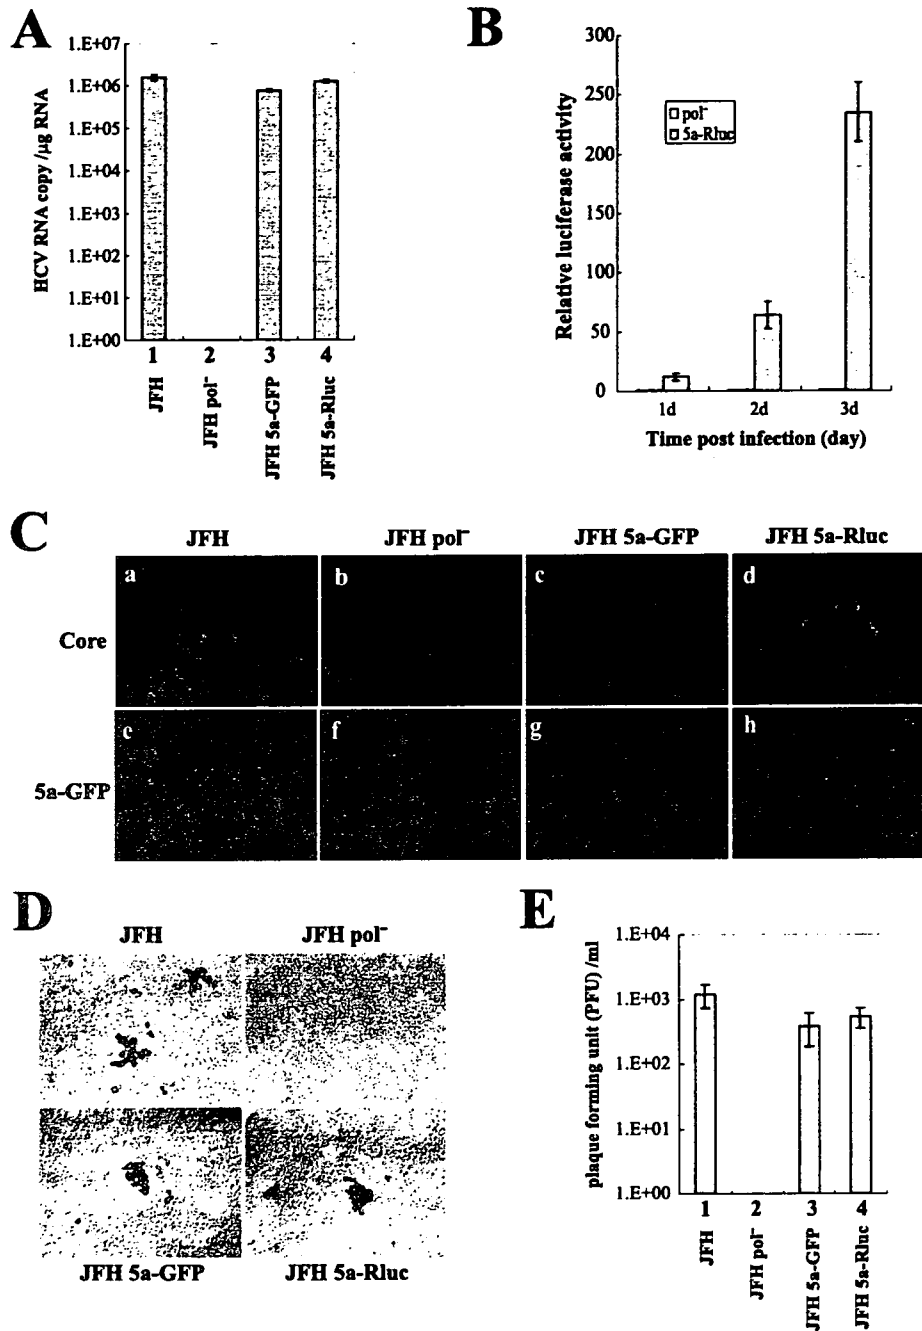 A
HCV RNA copy /µg RNA
1.E+07
1.E+06
1.E+05
1.E+04
1.E+03
1.E+02
1.E+01
1.E+00
1 2 3 4
JFH
JFH pol⁻
JFH 5a-GFP
JFH 5a-Rluc
B
Relative luciferase activity
300
250
200
150
100
50
0
pol⁻
5a-Rluc
1d 2d 3d
Time post infection (day)
C
JFH JFH pol⁻ JFH 5a-GFP JFH 5a-Rluc
Core
a b c d
5a-GFP
e f g h
D
JFH JFH pol⁻
JFH 5a-GFP JFH 5a-Rluc
E
plaque forming unit (PFU) /ml
1.E+04
1.E+03
1.E+02
1.E+01
1.E+00
1 2 3 4
JFH
JFH pol⁻
JFH 5a-GFP
JFH 5a-Rluc